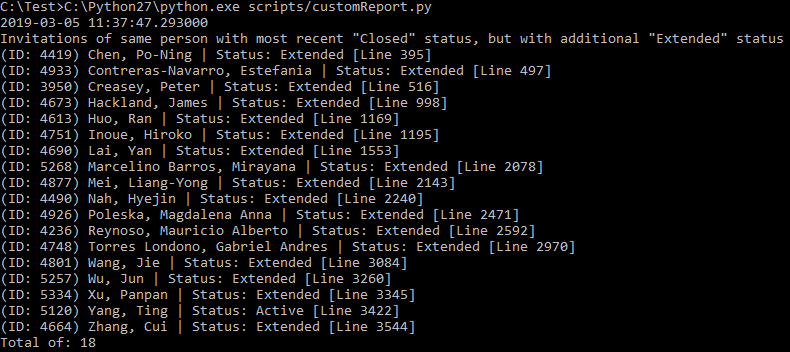 C:\Test>C:\Python27\python.exe scripts/customReport.py
2019-03-05 11:37:47.293000
Invitations of same person with most recent "Closed" status, but with additional "Extended" status
(ID: 4419) Chen, Po-Ning | Status: Extended [Line 395]
(ID: 4933) Contreras-Navarro, Estefania | Status: Extended [Line 497]
(ID: 3950) Creasey, Peter | Status: Extended [Line 516]
(ID: 4673) Hackland, James | Status: Extended [Line 998]
(ID: 4613) Huo, Ran | Status: Extended [Line 1169]
(ID: 4751) Inoue, Hiroko | Status: Extended [Line 1195]
(ID: 4690) Lai, Yan | Status: Extended [Line 1553]
(ID: 5268) Marcelino Barros, Mirayana | Status: Extended [Line 2078]
(ID: 4877) Mei, Liang-Yong | Status: Extended [Line 2143]
(ID: 4490) Nah, Hyejin | Status: Extended [Line 2240]
(ID: 4926) Poleska, Magdalena Anna | Status: Extended [Line 2471]
(ID: 4236) Reynoso, Mauricio Alberto | Status: Extended [Line 2592]
(ID: 4748) Torres Londono, Gabriel Andres | Status: Extended [Line 2970]
(ID: 4801) Wang, Jie | Status: Extended [Line 3084]
(ID: 5257) Wu, Jun | Status: Extended [Line 3260]
(ID: 5334) Xu, Panpan | Status: Extended [Line 3345]
(ID: 5120) Yang, Ting | Status: Active [Line 3422]
(ID: 4664) Zhang, Cui | Status: Extended [Line 3544]
Total of: 18